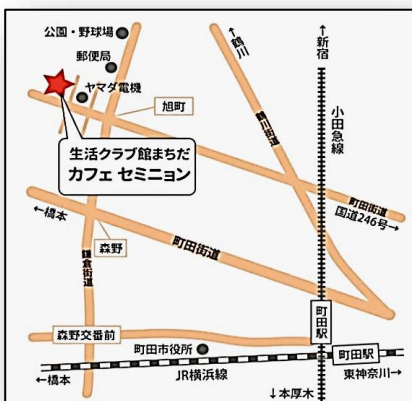 公園・野球場
郵便局
ヤマダ電機
旭町
生活クラブ館まちだ
カフェ セミニョン
←鶴川
鶴川街道
←新宿
小田急線
町田街道
国道246号→
←橋本
森野
町田街道
鎌倉街道
森野交番前
町田市役所
町田駅
町田駅
←橋本
JR横浜線
東神奈川→
↓本厚木